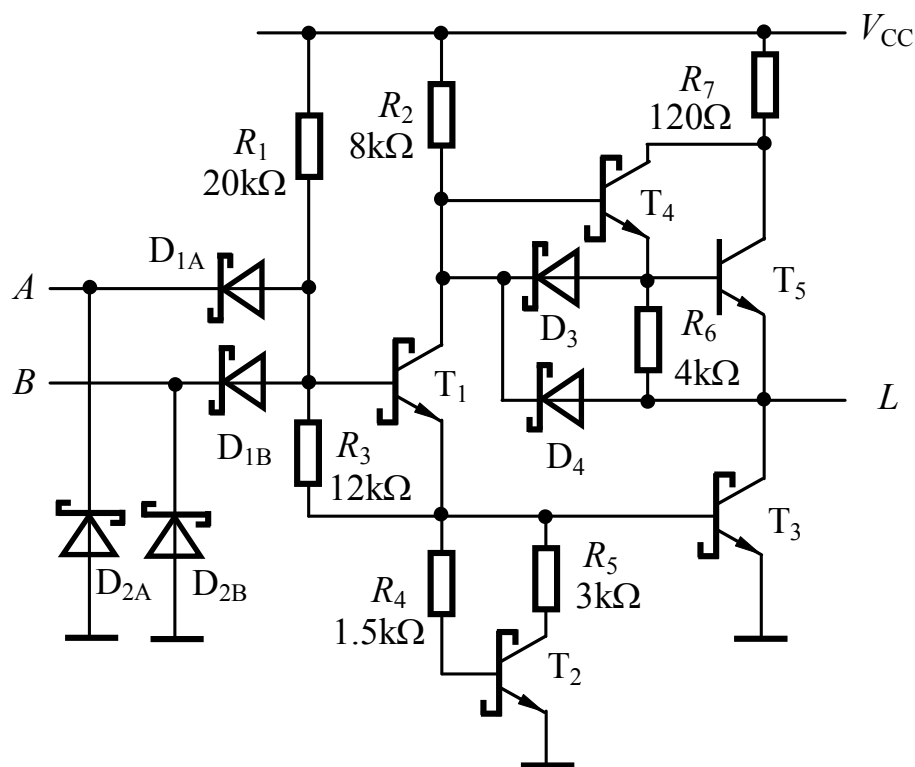 V_CC
R_7
120Ω
R_2
8kΩ
R_1
20kΩ
T_4
D_1A
A
T_5
D_3
R_6
4kΩ
B
T_1
L
D_1B
R_3
12kΩ
D_4
T_3
D_2A
D_2B
R_4
1.5kΩ
R_5
3kΩ
T_2